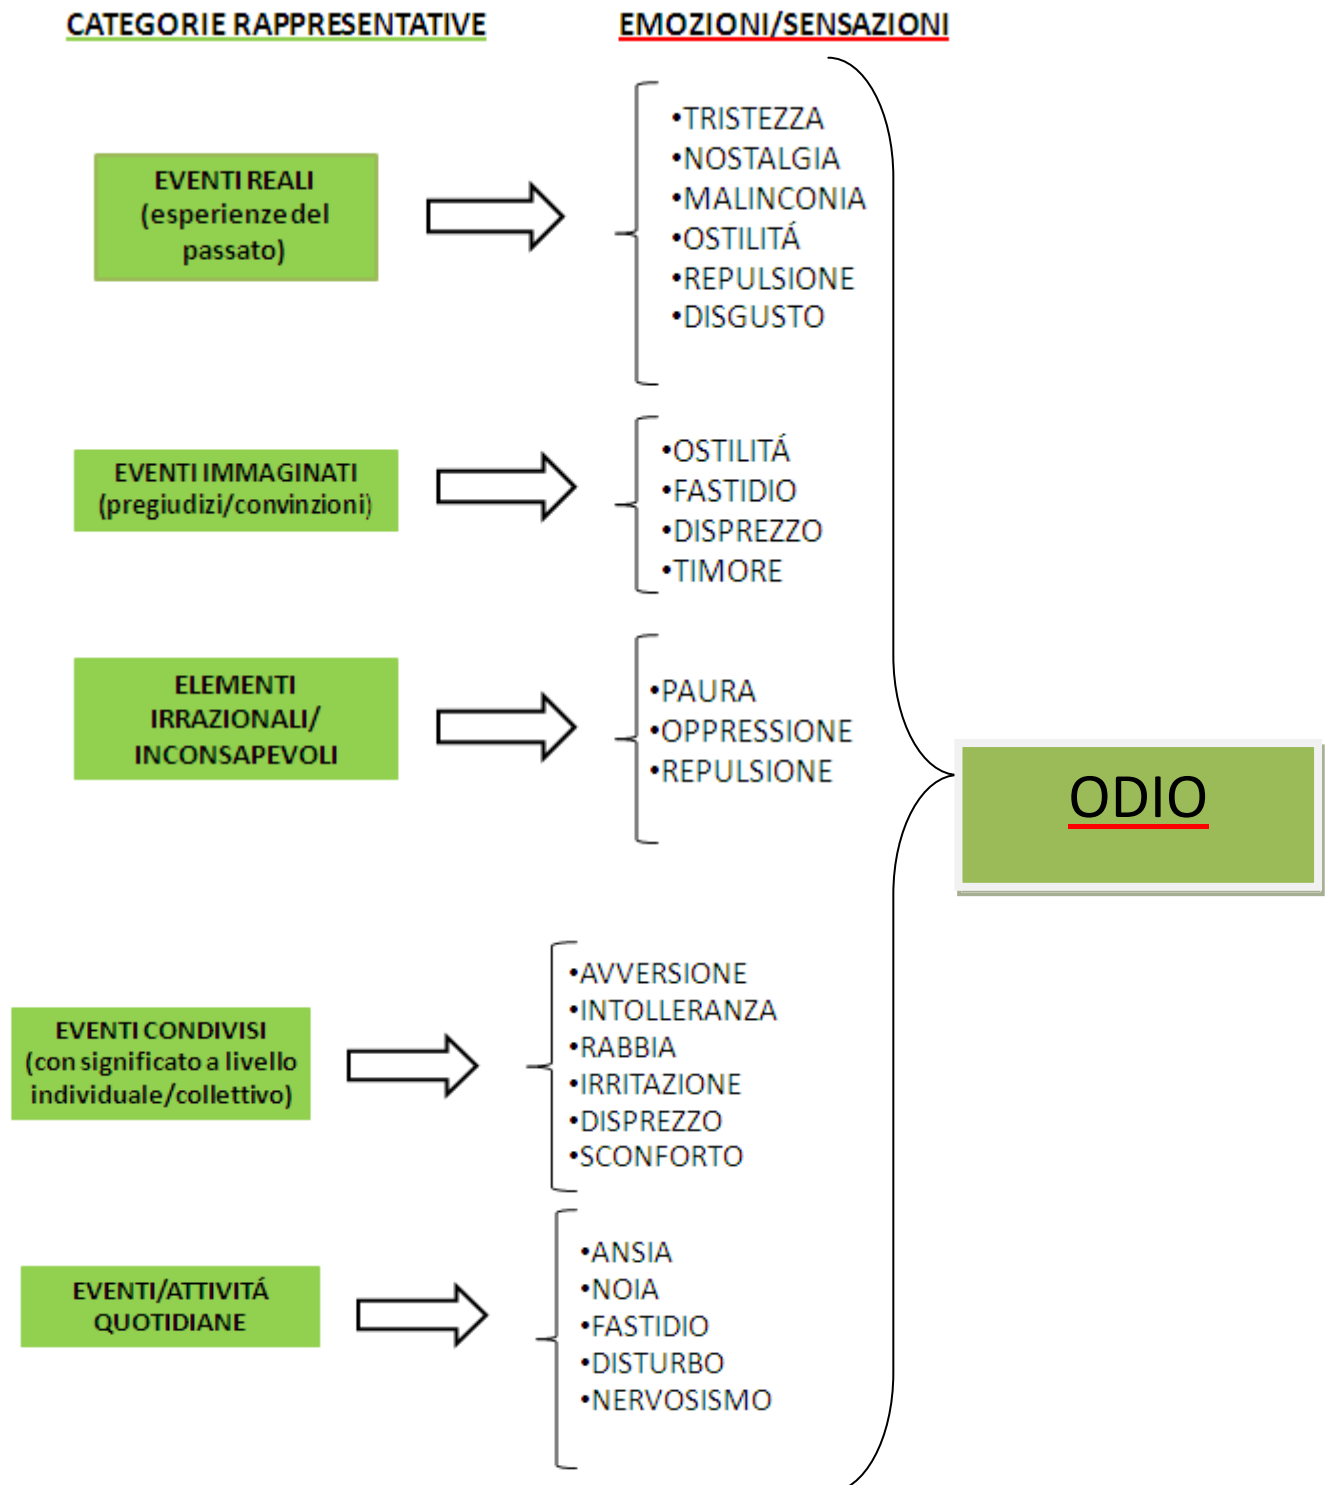 CATEGORIE RAPPRESENTATIVE
EMOZIONI/SENSAZIONI
EVENTI REALI
(esperienze del
passato)
•TRISTEZZA
•NOSTALGIA
•MALINCONIA
•OSTILITÁ
•REPULSIONE
•DISGUSTO
EVENTI IMMAGINATI
(pregiudizi/convinzioni)
•OSTILITÁ
•FASTIDIO
•DISPREZZO
•TIMORE
ELEMENTI
IRRAZIONALI/
INCONSAPEVOLI
•PAURA
•OPPRESSIONE
•REPULSIONE
ODIO
EVENTI CONDIVISI
(con significato a livello
individuale/collettivo)
•AVVERSIONE
•INTOLLERANZA
•RABBIA
•IRRITAZIONE
•DISPREZZO
•SCONFORTO
EVENTI/ATTIVITÁ
QUOTIDIANE
•ANSIA
•NOIA
•FASTIDIO
•DISTURBO
•NERVOSISMO